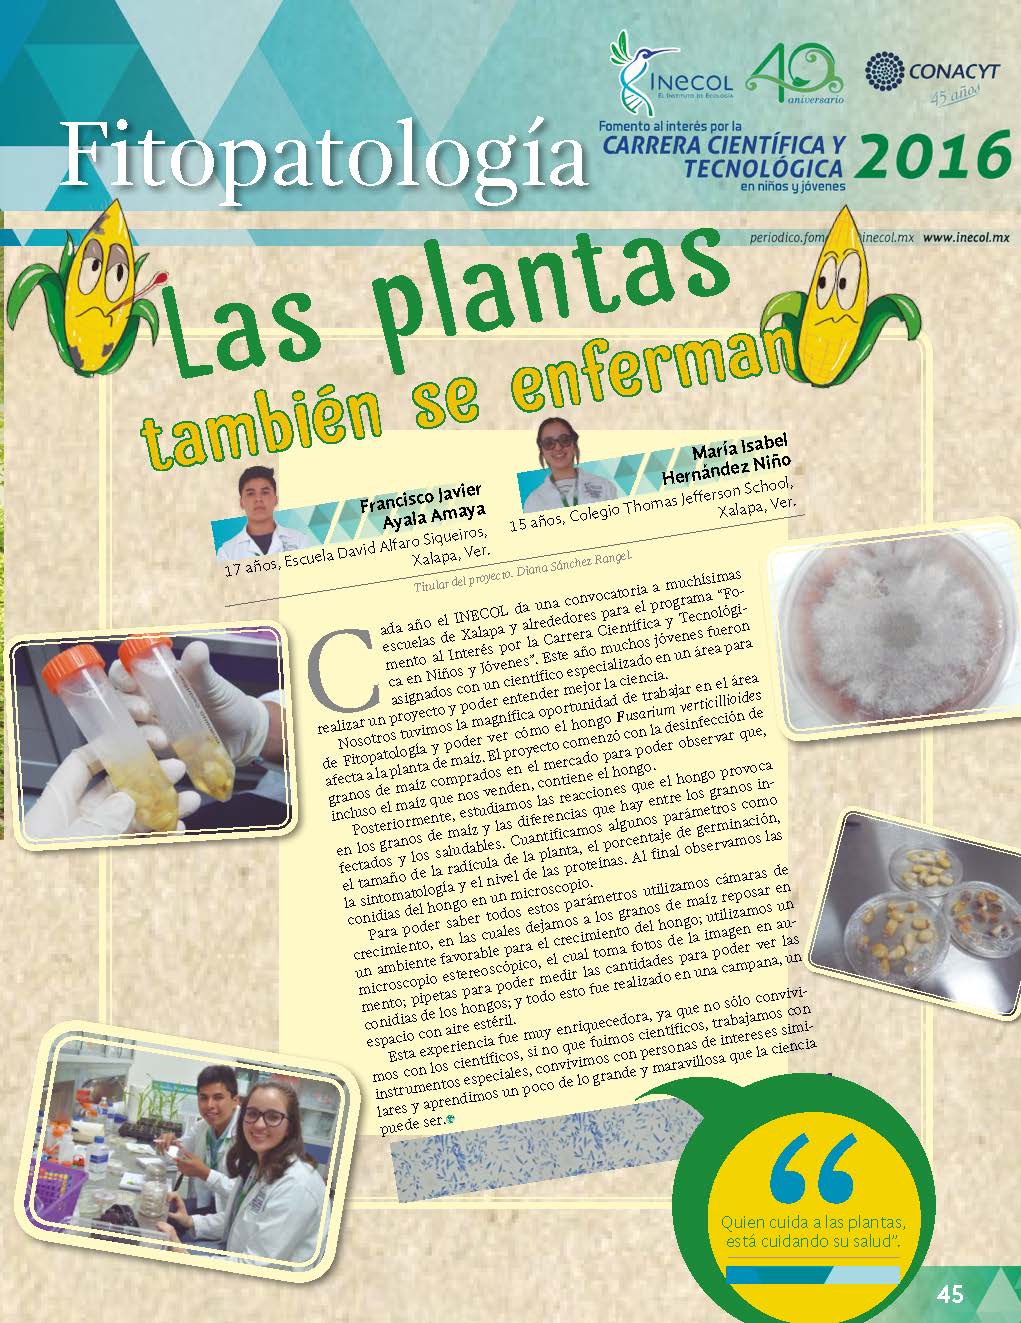 INECOL
EL INSTITUTO DE ECOLOGÍA
40
aniversario
CONACYT
45 años
Fomento al interés por la
CARRERA CIENTÍFICA Y
TECNOLÓGICA
en niños y jóvenes
2016
Fitopatología
periodico.fom
inecol.mx www.inecol.mx
Las plantas
también se enferman
Francisco Javier
Ayala Amaya
17 años, Escuela David Alfaro Siqueiros,
Xalapa, Ver.
María Isabel
Hernández Niño
15 años, Colegio Thomas Jefferson School,
Xalapa, Ver.
Titular del proyecto. Diana Sánchez Rangel.
Cada año el INECOL da una convocatoria a muchísimas
escuelas de Xalapa y alrededores para el programa “Fo-
mento al Interés por la Carrera Científica y Tecnológi-
ca en Niños y Jóvenes”. Este año muchos jóvenes fueron
asignados con un científico especializado en un área para
realizar un proyecto y poder entender mejor la ciencia.
Nosotros tuvimos la magnífica oportunidad de trabajar en el área
de Fitopatología y poder ver cómo el hongo Fusarium verticillioides
afecta a la planta de maíz. El proyecto comenzó con la desinfección de
granos de maíz comprados en el mercado para poder observar que,
incluso el maíz que nos venden, contiene el hongo.
Posteriormente, estudiamos las reacciones que el hongo provoca
en los granos de maíz y las diferencias que hay entre los granos in-
fectados y los saludables. Cuantificamos algunos parámetros como
el tamaño de la radícula de la planta, el porcentaje de germinación,
la sintomatología y el nivel de las proteínas. Al final observamos las
conidias del hongo en un microscopio.
Para poder saber todos estos parámetros utilizamos cámaras de
crecimiento, en las cuales dejamos a los granos de maíz reposar en
un ambiente favorable para el crecimiento del hongo; utilizamos un
microscopio estereoscópico, el cual toma fotos de la imagen en au-
mento; pipetas para poder medir las cantidades para poder ver las
conidias de los hongos; y todo esto fue realizado en una campana, un
espacio con aire estéril.
Esta experiencia fue muy enriquecedora, ya que no sólo convivi-
mos con los científicos, si no que fuimos científicos, trabajamos con
instrumentos especiales, convivimos con personas de intereses simi-
lares y aprendimos un poco de lo grande y maravillosa que la ciencia
puede ser.
“
Quien cuida a las plantas,
está cuidando su salud”.
45